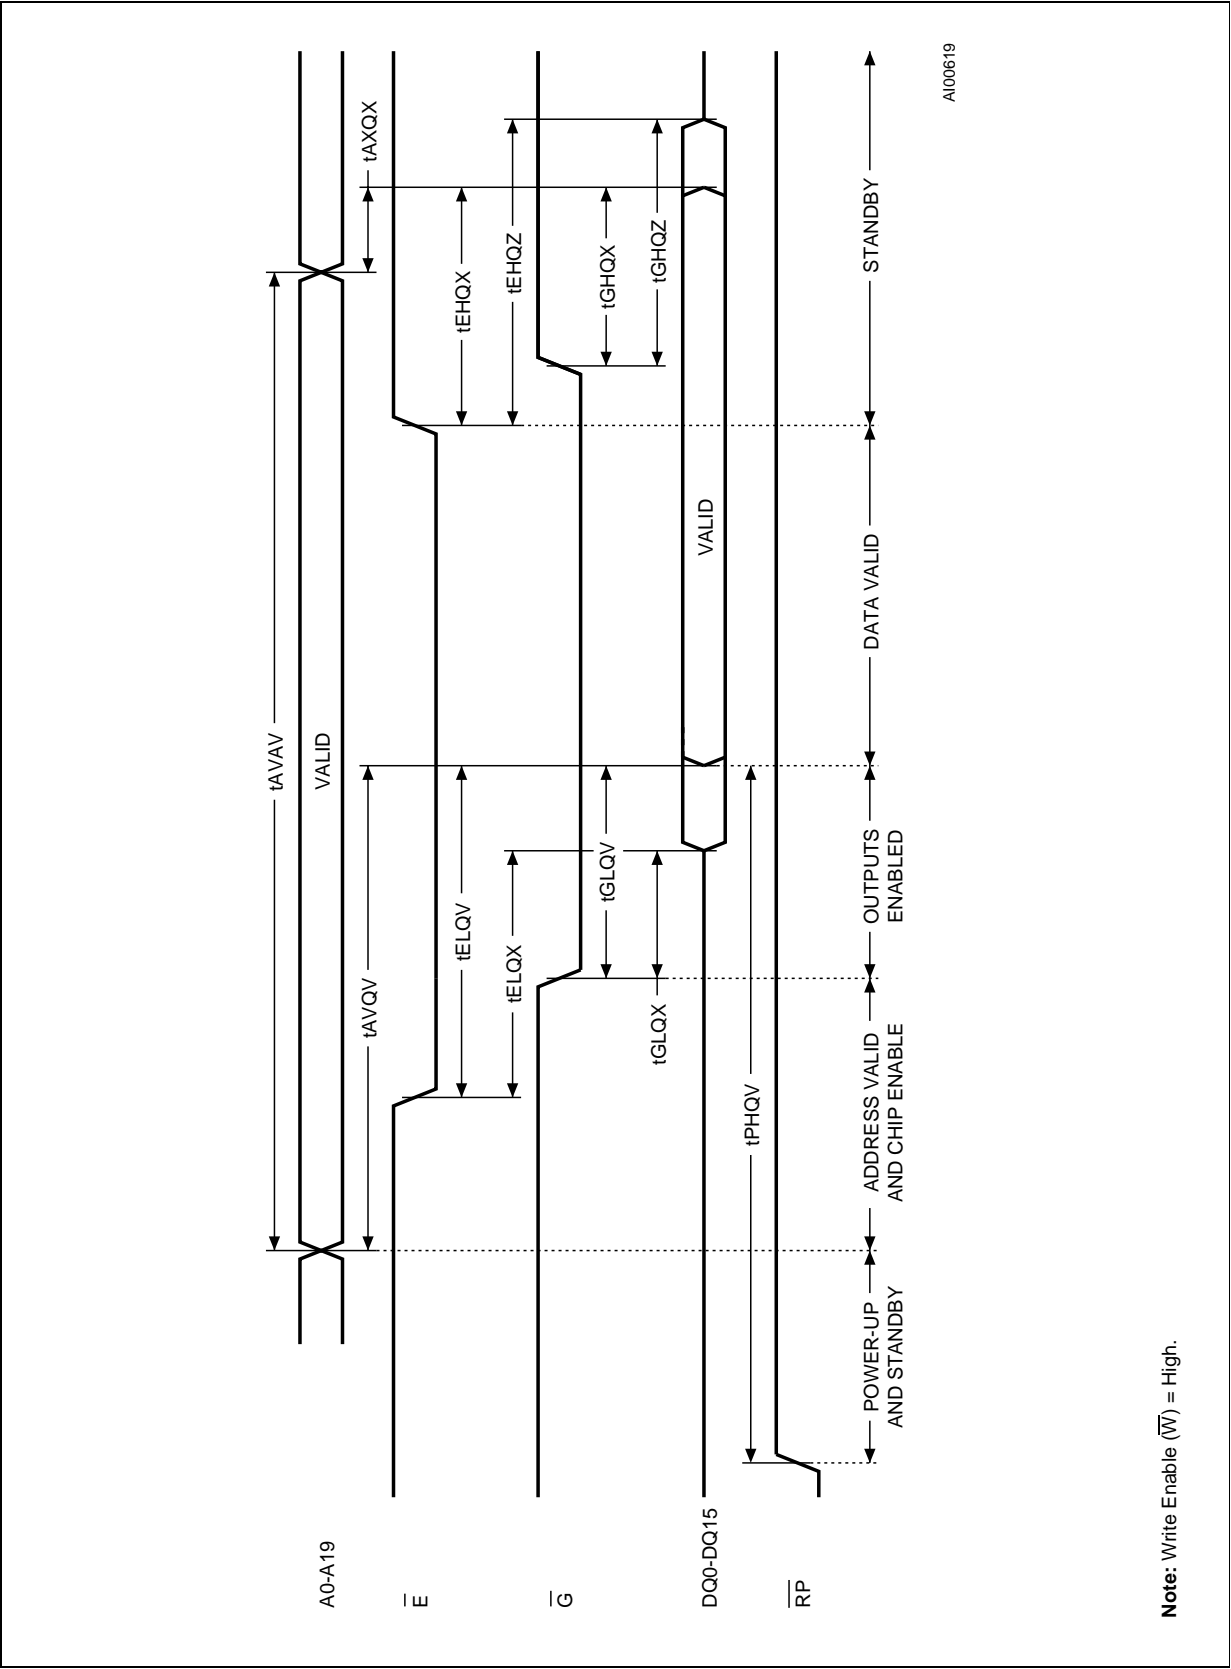 tAVAV
A0-A19
VALID
tAVQV
tAXQX
E
tELQV
tEHQX
tELQX
tEHQZ
G
tGLQV
tGHQX
tGLQX
tGHQZ
DQ0-DQ15
VALID
tPHQV
RP
POWER-UP
AND STANDBY
ADDRESS VALID
AND CHIP ENABLE
OUTPUTS
ENABLED
DATA VALID
STANDBY
AI00619
Note: Write Enable (W̅) = High.